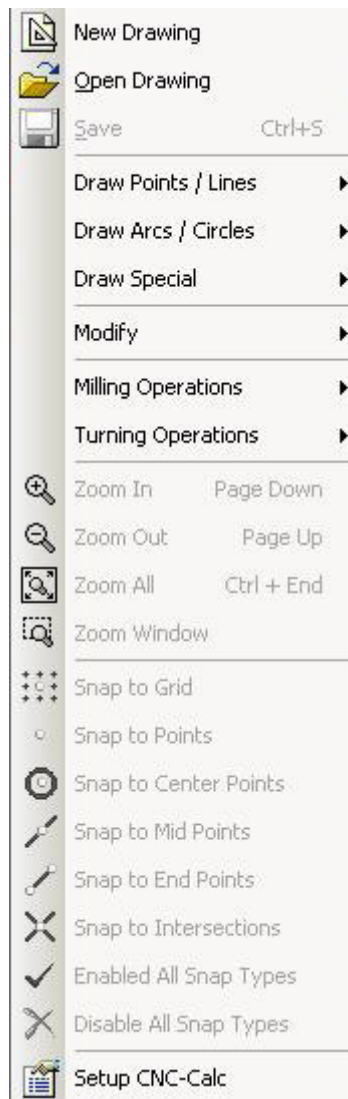 New Drawing
Open Drawing
Save Ctrl+S
Draw Points / Lines
Draw Arcs / Circles
Draw Special
Modify
Milling Operations
Turning Operations
Zoom In Page Down
Zoom Out Page Up
Zoom All Ctrl + End
Zoom Window
Snap to Grid
Snap to Points
Snap to Center Points
Snap to Mid Points
Snap to End Points
Snap to Intersections
Enabled All Snap Types
Disable All Snap Types
Setup CNC-Calc